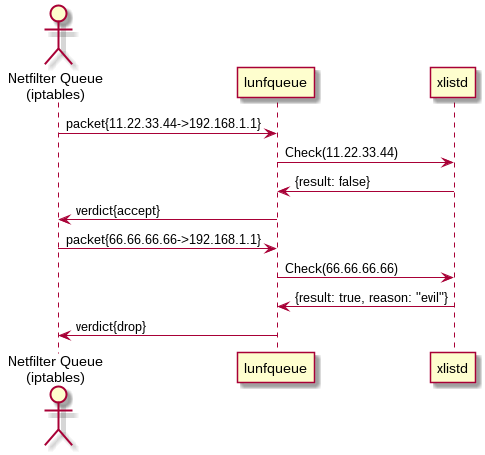 Netfilter Queue
(iptables)
lunfqueue
xlistd
packet{11.22.33.44->192.168.1.1}
Check(11.22.33.44)
{result: false}
verdict{accept}
packet{66.66.66.66->192.168.1.1}
Check(66.66.66.66)
{result: true, reason: "evil"}
verdict{drop}
Netfilter Queue
(iptables)
lunfqueue
xlistd